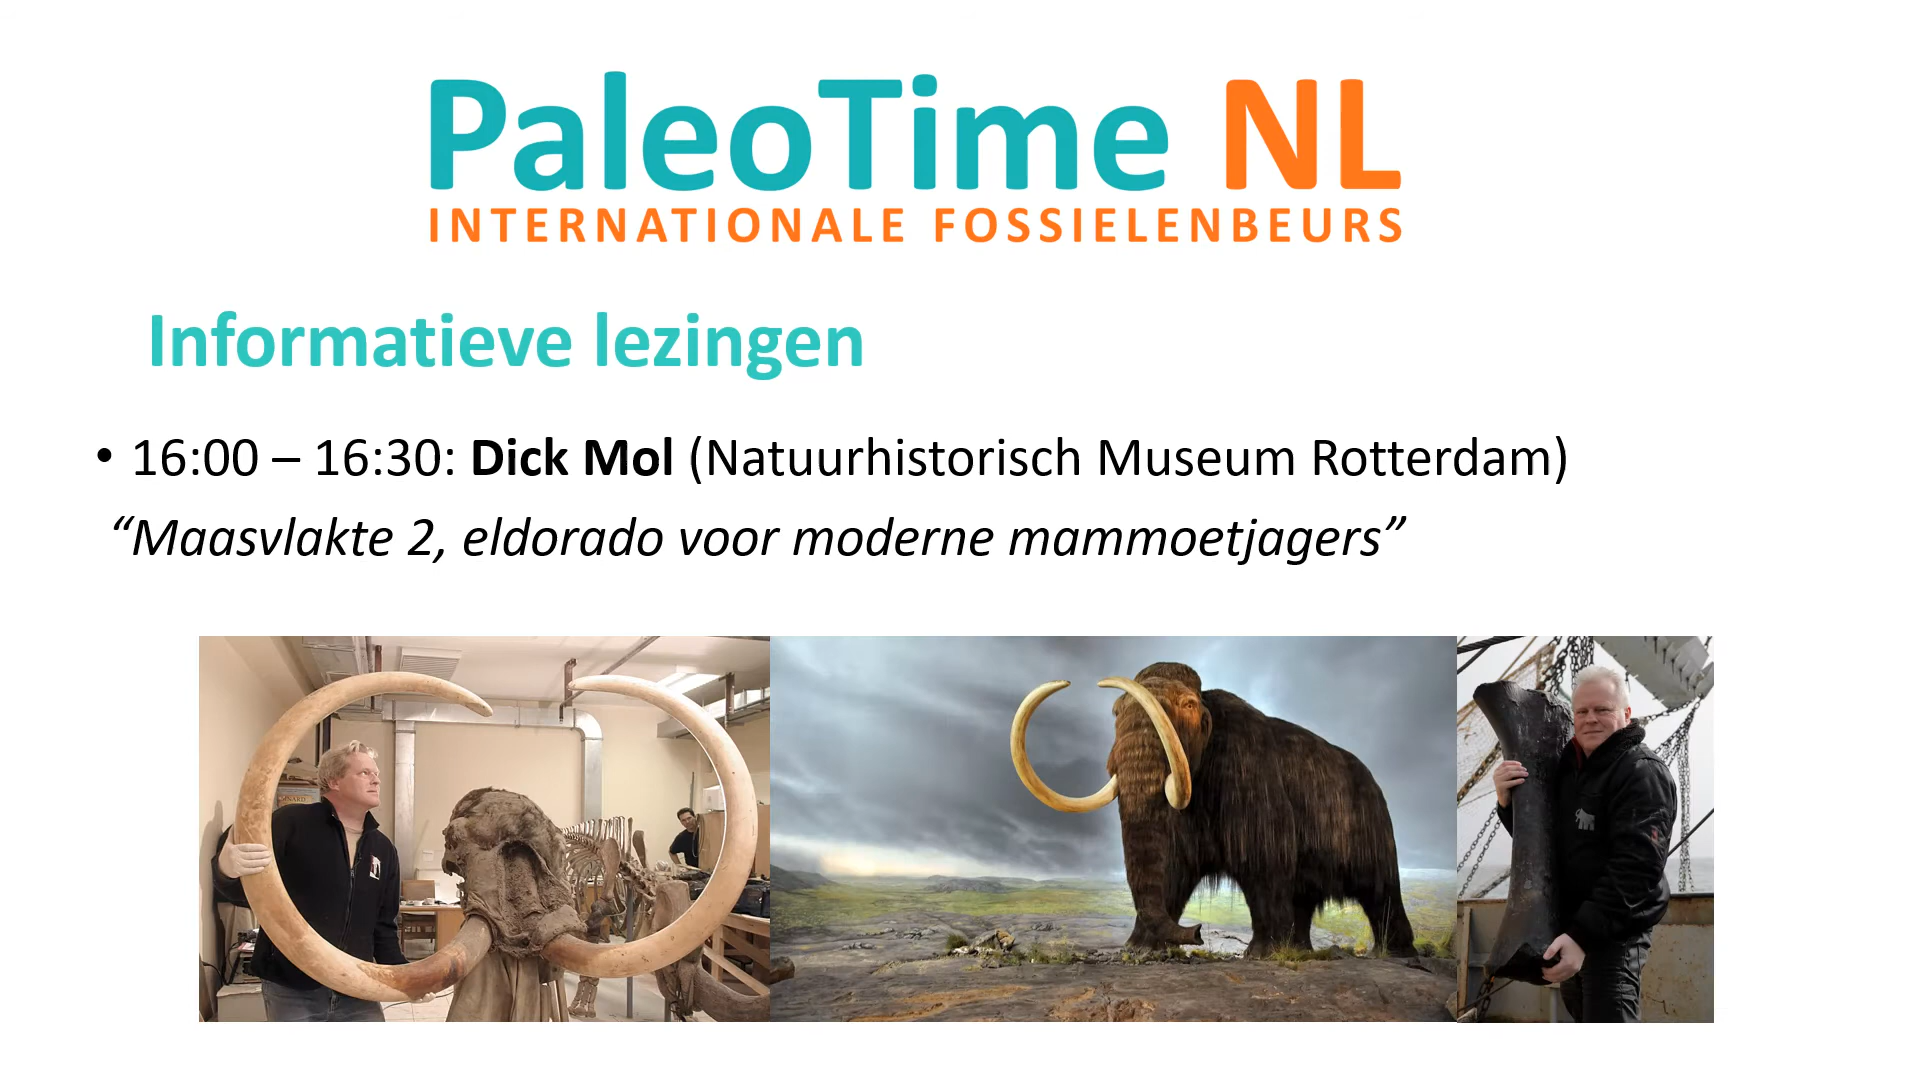 PaleoTime NL
INTERNATIONALE FOSSIELENBEURS
Informatieve lezingen
• 16:00 – 16:30: Dick Mol (Natuurhistorisch Museum Rotterdam)
“Maasvlakte 2, eldorado voor moderne mammoetjagers”